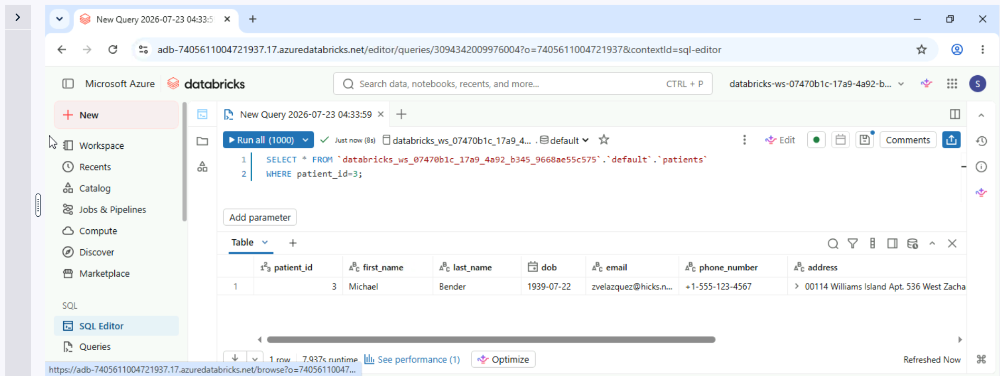 New Query 2026-07-23 04:33:5
adb-7405611004721937.17.azuredatabricks.net/editor/queries/3094342009976004?o=7405611004721937&contextId=sql-editor
Microsoft Azure databricks
Search data, notebooks, recents, and more... CTRL + P
databricks-ws-07470b1c-17a9-4a92-b... S
New
Workspace
Recents
Catalog
Jobs & Pipelines
Compute
Discover
Marketplace
SQL
SQL Editor
Queries
New Query 2026-07-23 04:33:59
Run all (1000) Just now (8s) databricks_ws_07470b1c_17a9_4... . default Edit Comments
1 SELECT * FROM `databricks_ws_07470b1c_17a9_4a92_b345_9668ae55c575`.`default`.`patients`
2 WHERE patient_id=3;
Add parameter
Table
patient_id first_name last_name dob email phone_number address
1 3 Michael Bender 1939-07-22 zvelazquez@hicks.n... +1-555-123-4567 00114 Williams Island Apt. 536 West Zacha
1 row 7.937s runtime See performance (1) Optimize Refreshed Now
https://adb-7405611004721937.17.azuredatabricks.net/browse?o=74056110047...